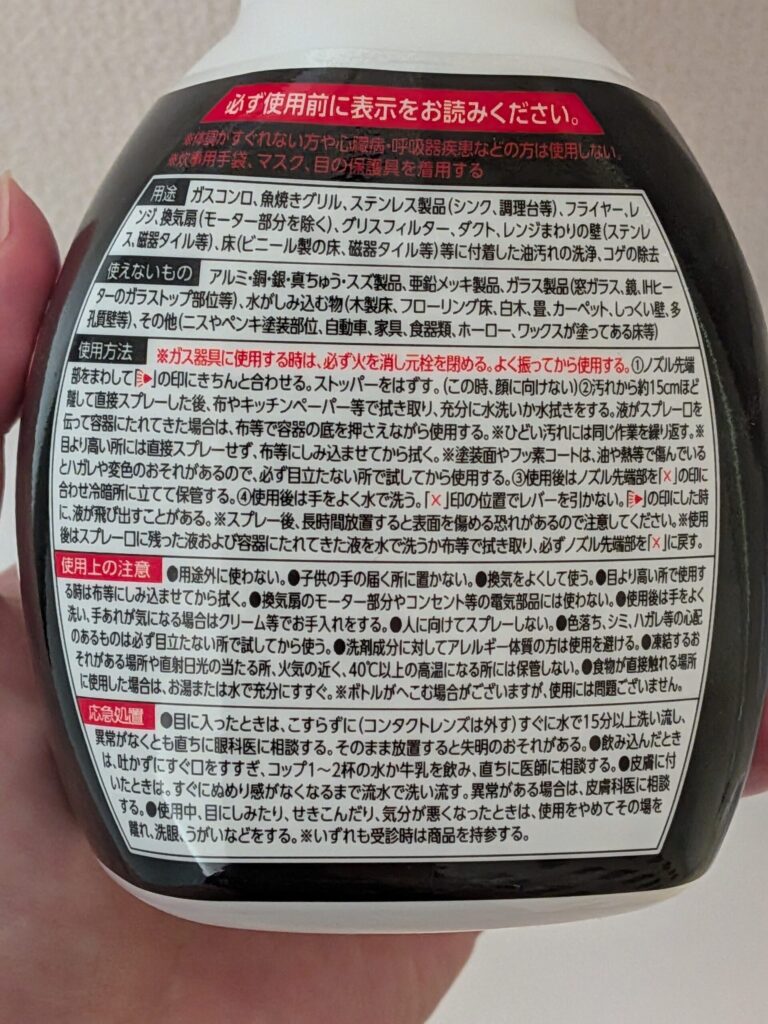 必ず使用前に表示をお読みください。
※体調がすぐれない方や心臓病・呼吸器疾患などの方は使用しない。
※炊事用手袋、マスク、目の保護具を着用する
用途 ガスコンロ、魚焼きグリル、ステンレス製品(シンク、調理台等)、フライヤー、レ
ンジ、換気扇(モーター部分を除く)、グリスフィルター、ダクト、レンジまわりの壁(ステンレ
ス、磁器タイル等)、床(ビニール製の床、磁器タイル等)等に付着した油汚れの洗浄、コゲの除去
使えないもの アルミ・銅・銀・真ちゅう・スズ製品、亜鉛メッキ製品、ガラス製品(窓ガラス、鏡、IHヒー
ターのガラストップ部位等)、水がしみ込む物(木製床、フローリング床、白木、畳、カーペット、しっくい壁、多
孔質壁等)、その他(ニスやペンキ塗装部位、自動車、家具、食器類、ホーロー、ワックスが塗ってある床等)
使用方法 ※ガス器具に使用する時は、必ず火を消し元栓を閉める。よく振ってから使用する。①ノズル先端
部をまわして「▶」の印にきちんと合わせる。ストッパーをはずす。(この時、顔に向けない)②汚れから約15cmほど
離して直接スプレーした後、布やキッチンペーパー等で拭き取り、充分に水洗いか水拭きをする。液がスプレー口を
伝って容器にたれてきた場合は、布等で容器の底を押さえながら使用する。※ひどい汚れには同じ作業を繰り返す。※
目より高い所には直接スプレーせず、布等にしみ込ませてから拭く。※塗装面やフッ素コートは、油や熱等で傷んでいる
とハガレや変色のおそれがあるので、必ず目立たない所で試してから使用する。③使用後はノズル先端部を「×」の印に
合わせ冷暗所に立てて保管する。④使用後は手をよく水で洗う。「×」印の位置でレバーを引かない。「▶」の印にした時
に、液が飛び出すことがある。※スプレー後、長時間放置すると表面を傷める恐れがあるので注意してください。※使用
後はスプレー口に残った液および容器にたれてきた液を水で洗うか布等で拭き取り、必ずノズル先端部を「×」に戻す。
使用上の注意 ●用途外に使わない。●子供の手の届く所に置かない。●換気をよくして使う。●目より高い所で使用す
る時は布等にしみ込ませてから拭く。●換気扇のモーター部分やコンセント等の電気部品には使わない。●使用後は手をよく
洗い、手あれが気になる場合はクリーム等でお手入れをする。●人に向けてスプレーしない。●色落ち、シミ、ハガレ等の心配
のあるものは必ず目立たない所で試してから使う。●洗剤成分に対してアレルギー体質の方は使用を避ける。●凍結するお
それがある場所や直射日光の当たる所、火気の近く、40℃以上の高温になる所には保管しない。●食物が直接触れる場所
に使用した場合は、お湯または水で充分にすすぐ。※ボトルがへこむ場合がございますが、使用には問題ございません。
応急処置 ●目に入ったときは、こすらずに(コンタクトレンズは外す)すぐに水で15分以上洗い流し、
異常がなくとも直ちに眼科医に相談する。そのまま放置すると失明のおそれがある。●飲み込んだとき
は、吐かずにすぐ口をすすぎ、コップ1～2杯の水か牛乳を飲み、直ちに医師に相談する。●皮膚に付
いたときは、すぐにぬめり感がなくなるまで流水で洗い流す。異常がある場合は、皮膚科医に相談
する。●使用中、目にしみたり、せきこんだり、気分が悪くなったときは、使用をやめてその場を
離れ、洗眼、うがいなどをする。※いずれも受診時は商品を持参する。